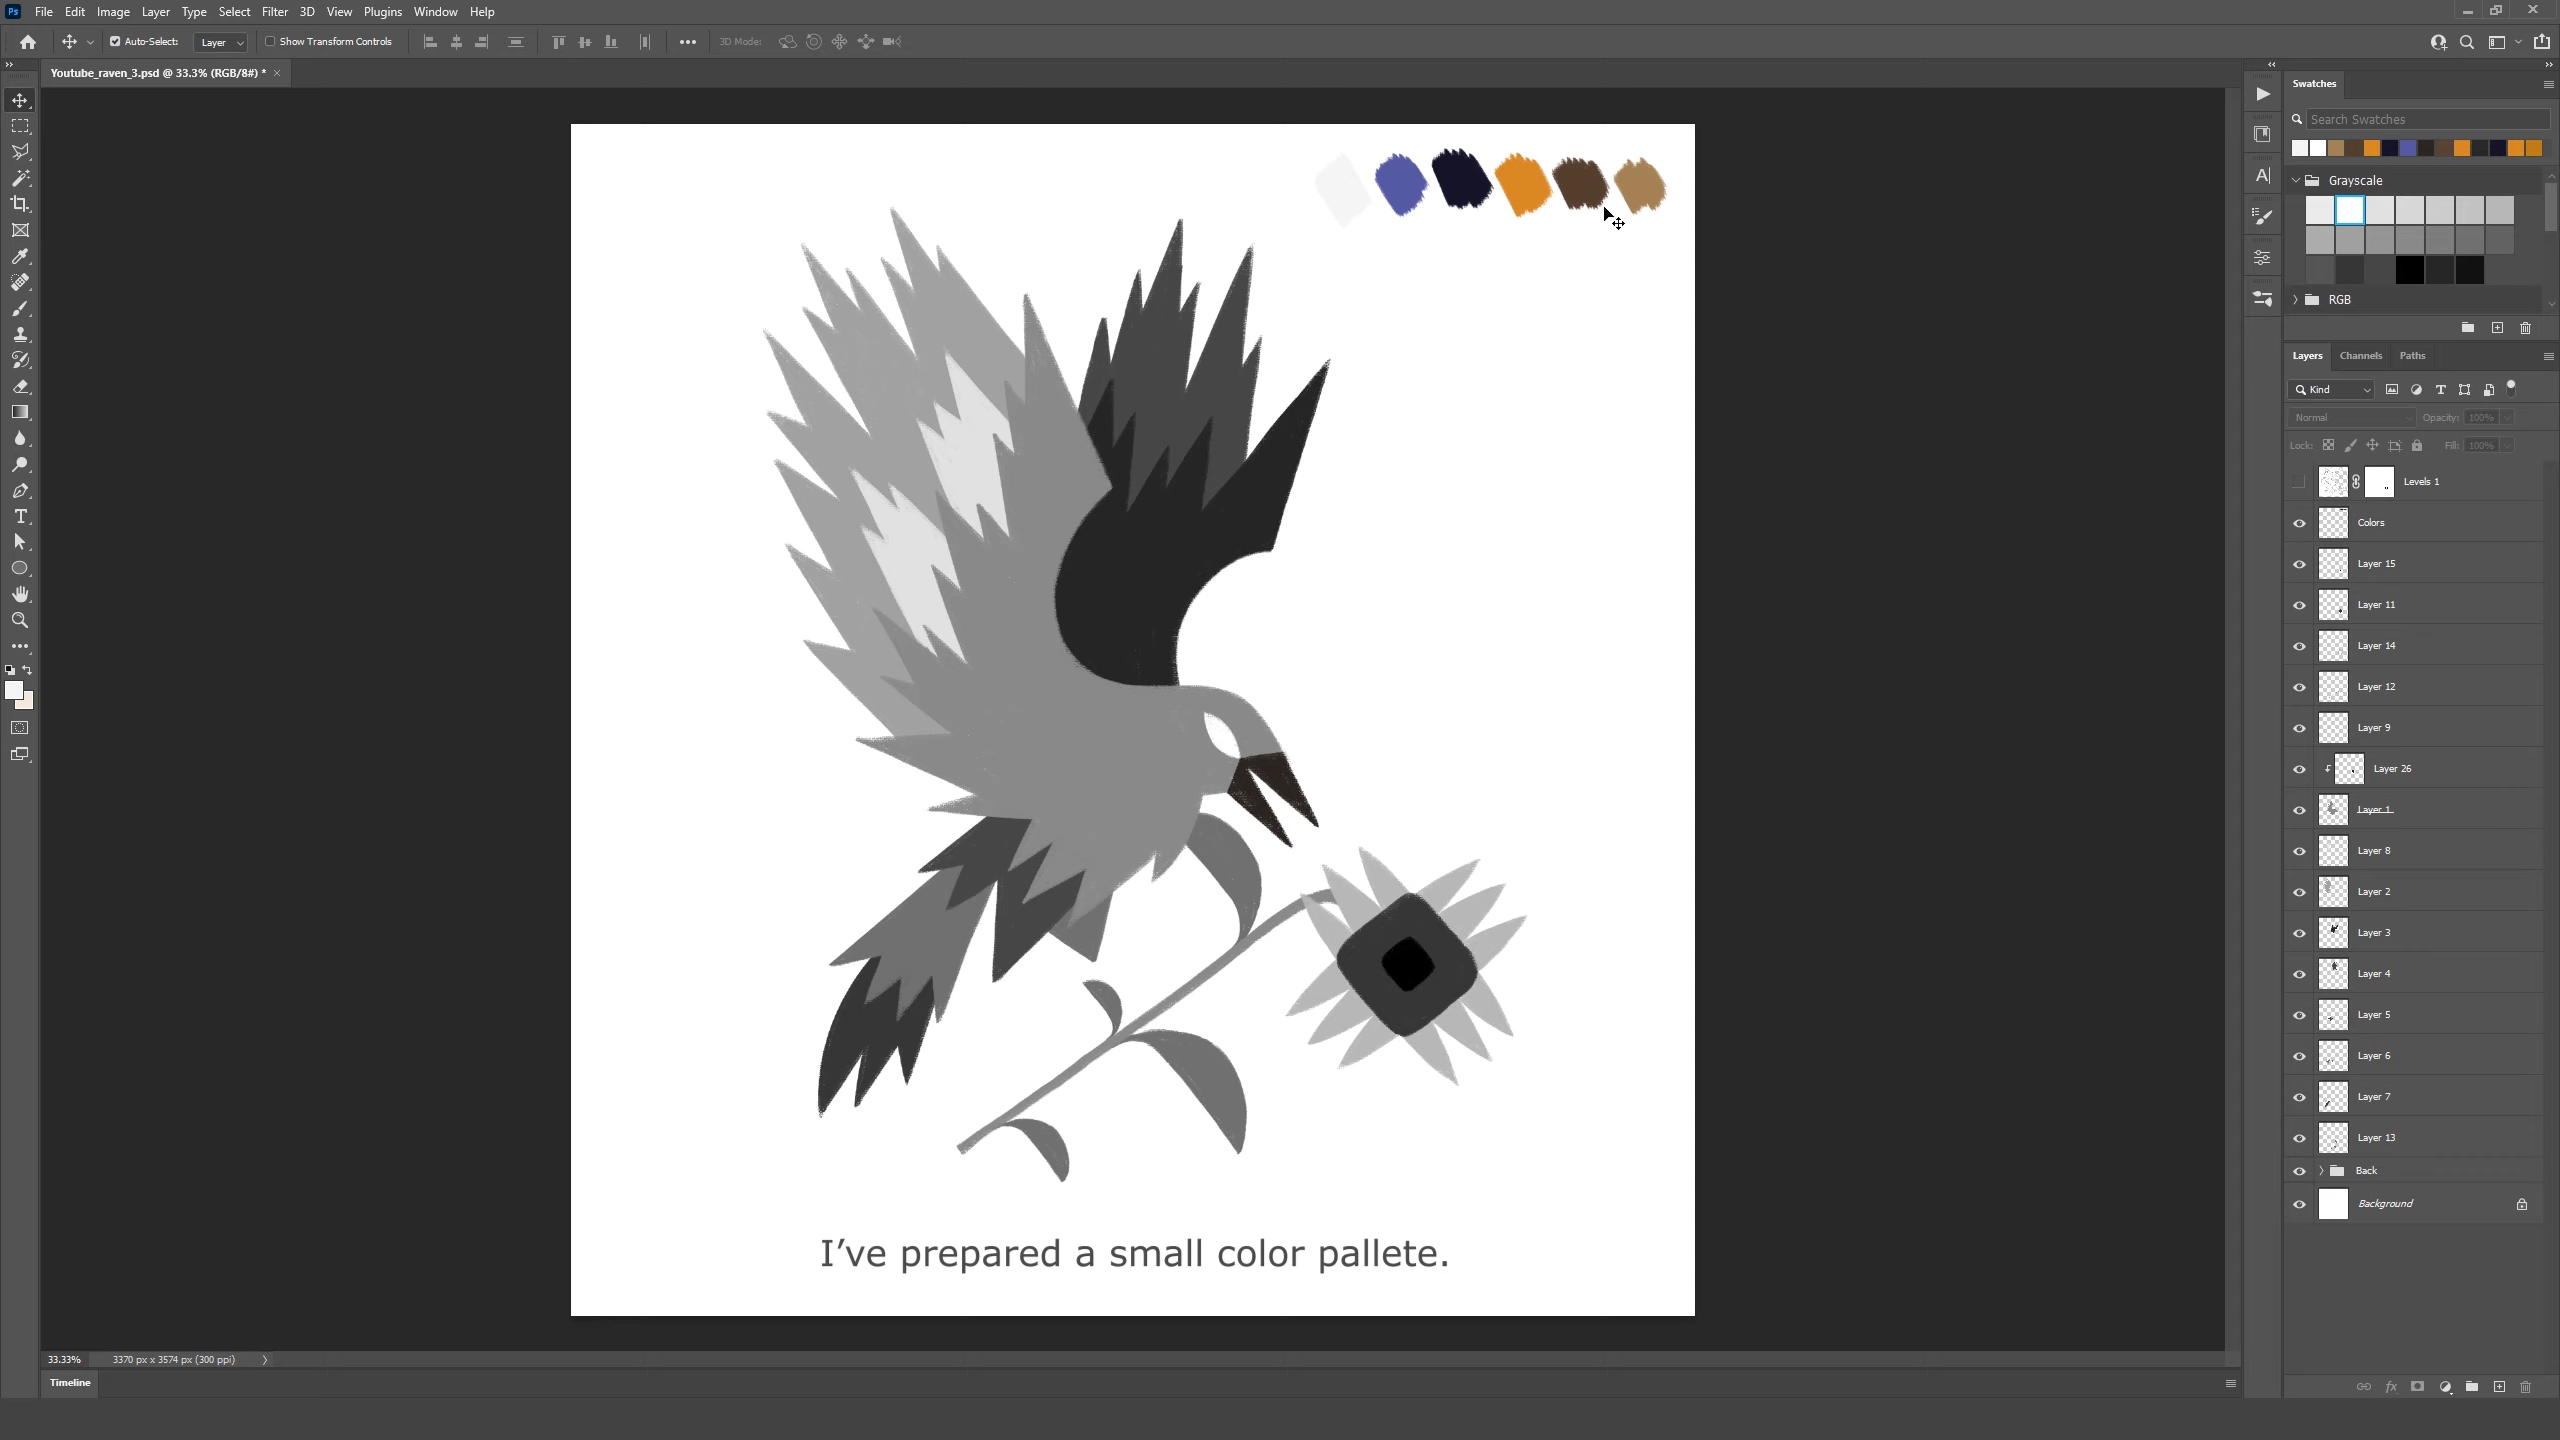 Ps File Edit Image Layer Type Select Filter 3D View Plugins Window Help
Auto-Select: Layer Show Transform Controls 3D Mode:
Youtube_raven_3.psd @ 33.3% (RGB/8#) * ×
Swatches
Search Swatches
Grayscale
RGB
Layers Channels Paths
Kind
Normal Opacity: 100%
Lock: Fill: 100%
Levels 1
Colors
Layer 15
Layer 11
Layer 14
Layer 12
Layer 9
Layer 26
Layer 1
Layer 8
Layer 2
Layer 3
Layer 4
Layer 5
Layer 6
Layer 7
Layer 13
Back
Background
I've prepared a small color pallete.
33.33% 3370 px x 3574 px (300 ppi)
Timeline